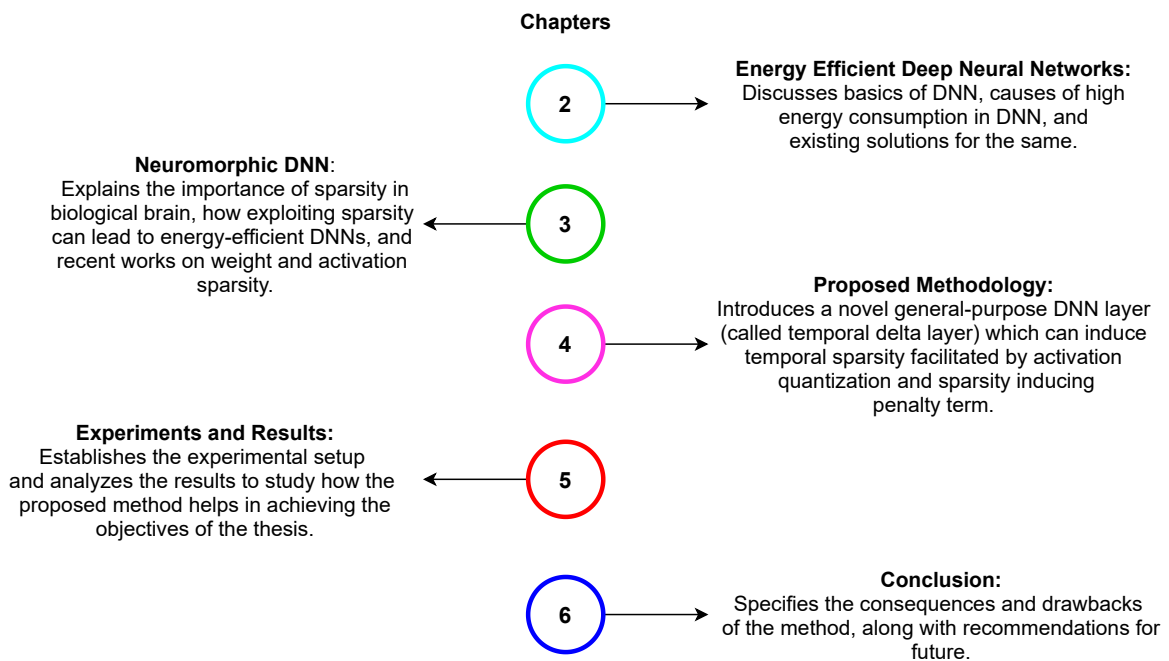 Chapters
2
Energy Efficient Deep Neural Networks:
Discusses basics of DNN, causes of high
energy consumption in DNN, and
existing solutions for the same.
Neuromorphic DNN:
Explains the importance of sparsity in
biological brain, how exploiting sparsity
can lead to energy-efficient DNNs, and
recent works on weight and activation
sparsity.
3
Proposed Methodology:
Introduces a novel general-purpose DNN layer
(called temporal delta layer) which can induce
temporal sparsity facilitated by activation
quantization and sparsity inducing
penalty term.
4
Experiments and Results:
Establishes the experimental setup
and analyzes the results to study how the
proposed method helps in achieving the
objectives of the thesis.
5
Conclusion:
Specifies the consequences and drawbacks
of the method, along with recommendations for
future.
6